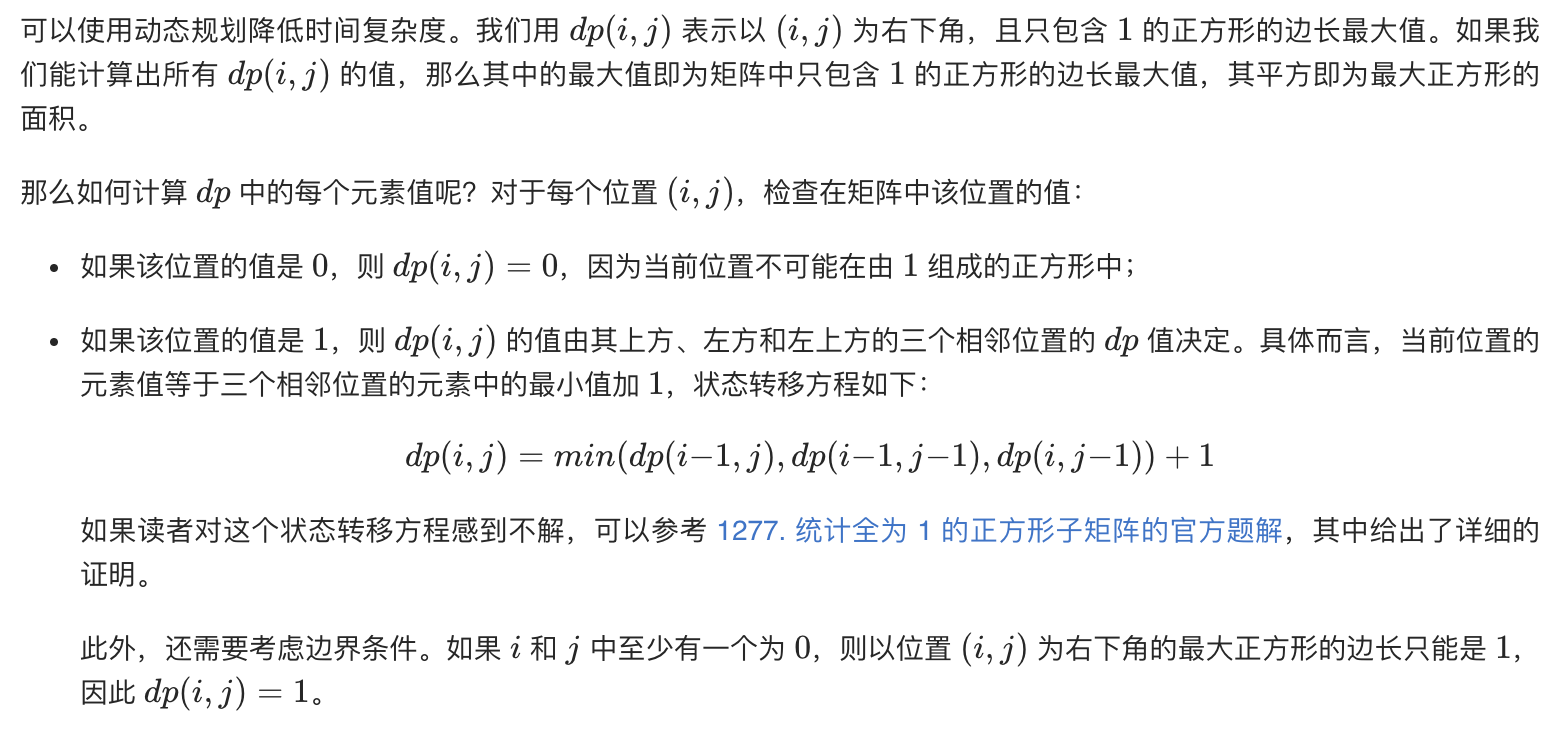 可以使用动态规划降低时间复杂度。我们用 dp(i, j) 表示以 (i, j) 为右下角，且只包含 1 的正方形的边长最大值。如果我
们能计算出所有 dp(i, j) 的值，那么其中的最大值即为矩阵中只包含 1 的正方形的边长最大值，其平方即为最大正方形的
面积。
那么如何计算 dp 中的每个元素值呢？对于每个位置 (i, j)，检查在矩阵中该位置的值：
• 如果该位置的值是 0，则 dp(i, j) = 0，因为当前位置不可能在由 1 组成的正方形中；
• 如果该位置的值是 1，则 dp(i, j) 的值由其上方、左方和左上方的三个相邻位置的 dp 值决定。具体而言，当前位置的
元素值等于三个相邻位置的元素中的最小值加 1，状态转移方程如下：
dp(i, j) = min(dp(i−1, j), dp(i−1, j−1), dp(i, j−1)) + 1
如果读者对这个状态转移方程感到不解，可以参考 1277. 统计全为 1 的正方形子矩阵的官方题解，其中给出了详细的
证明。
此外，还需要考虑边界条件。如果 i 和 j 中至少有一个为 0，则以位置 (i, j) 为右下角的最大正方形的边长只能是 1，
因此 dp(i, j) = 1。